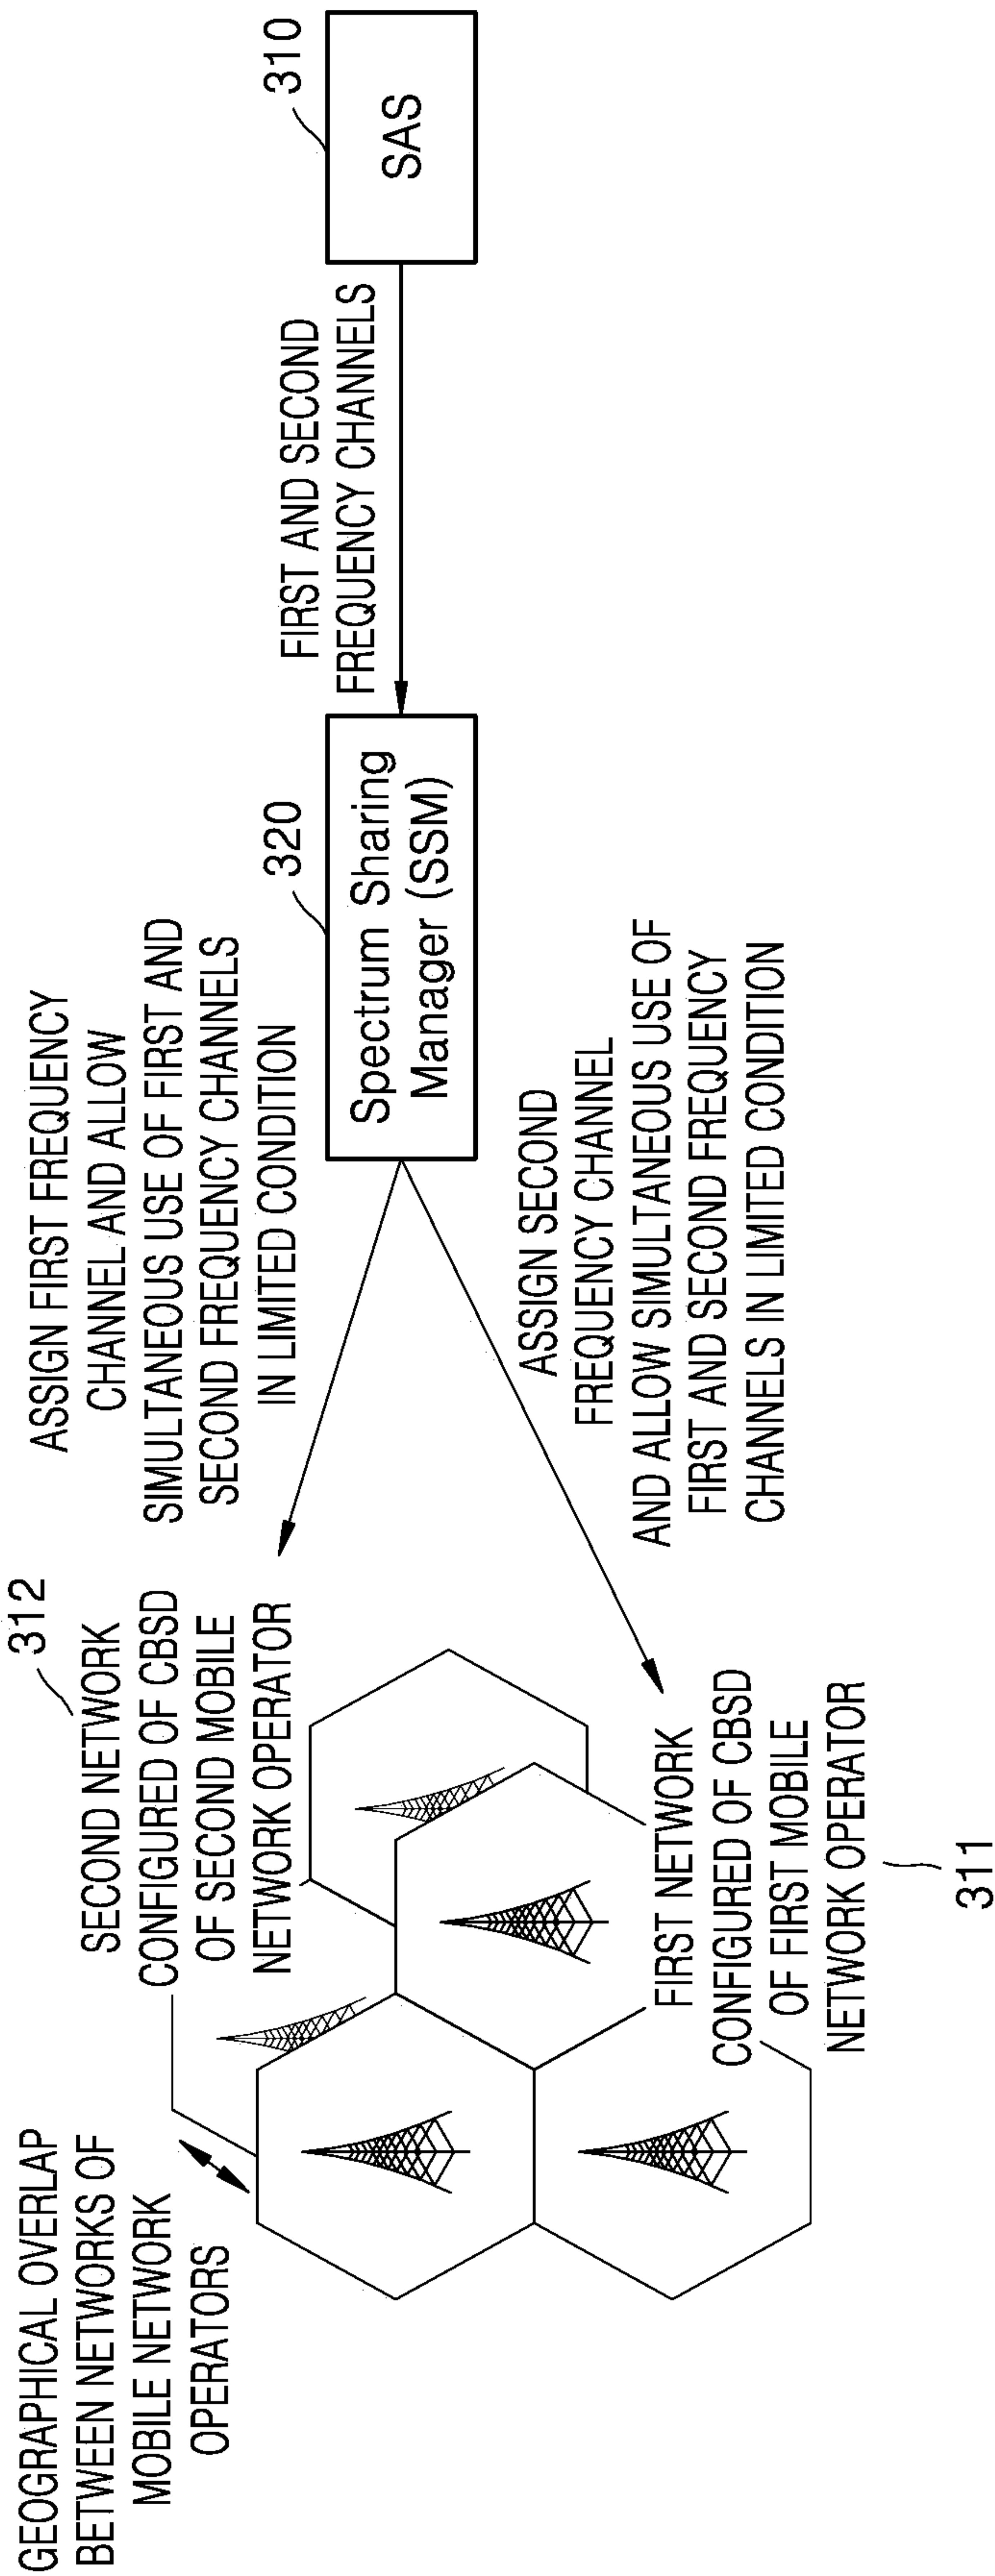 GEOGRAPHICAL OVERLAP
BETWEEN NETWORKS OF
MOBILE NETWORK
OPERATORS
312
SECOND NETWORK
CONFIGURED OF CBSD
OF SECOND MOBILE
NETWORK OPERATOR
ASSIGN FIRST FREQUENCY
CHANNEL AND ALLOW
SIMULTANEOUS USE OF FIRST AND
SECOND FREQUENCY CHANNELS
IN LIMITED CONDITION
320
Spectrum Sharing
Manager (SSM)
FIRST AND SECOND
FREQUENCY CHANNELS
310
SAS
FIRST NETWORK
CONFIGURED OF CBSD
OF FIRST MOBILE
NETWORK OPERATOR
311
ASSIGN SECOND
FREQUENCY CHANNEL
AND ALLOW SIMULTANEOUS USE OF
FIRST AND SECOND FREQUENCY
CHANNELS IN LIMITED CONDITION